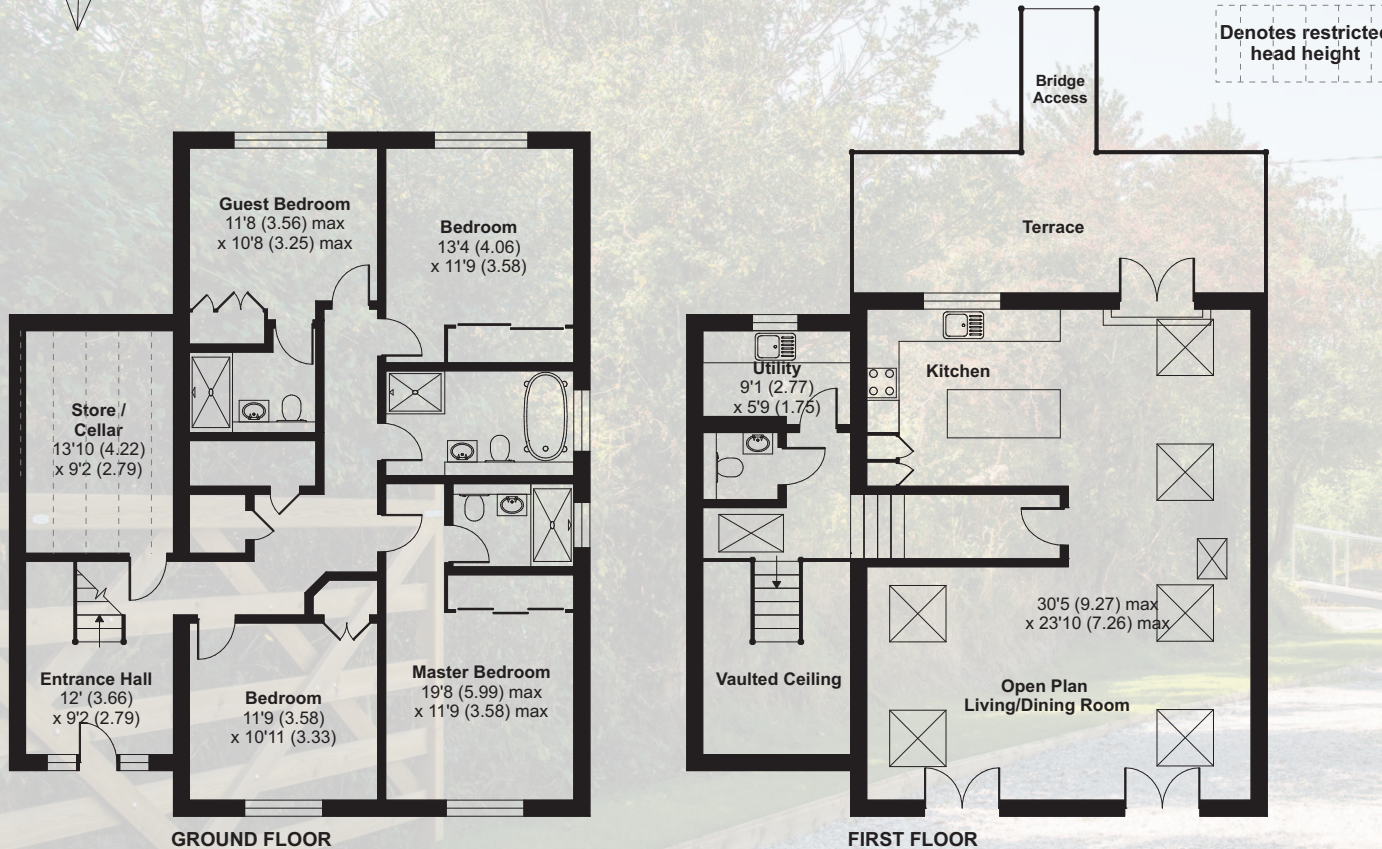 Denotes restricted
head height
Guest Bedroom
11'8 (3.56) max
x 10'8 (3.25) max
Bedroom
13'4 (4.06)
x 11'9 (3.58)
Store /
Cellar
13'10 (4.22)
x 9'2 (2.79)
Entrance Hall
12' (3.66)
x 9'2 (2.79)
Bedroom
11'9 (3.58)
x 10'11 (3.33)
Master Bedroom
19'8 (5.99) max
x 11'9 (3.58) max
GROUND FLOOR
Bridge
Access
Terrace
Utility
9'1 (2.77)
x 5'9 (1.75)
Kitchen
30'5 (9.27) max
x 23'10 (7.26) max
Vaulted Ceiling
Open Plan
Living/Dining Room
FIRST FLOOR